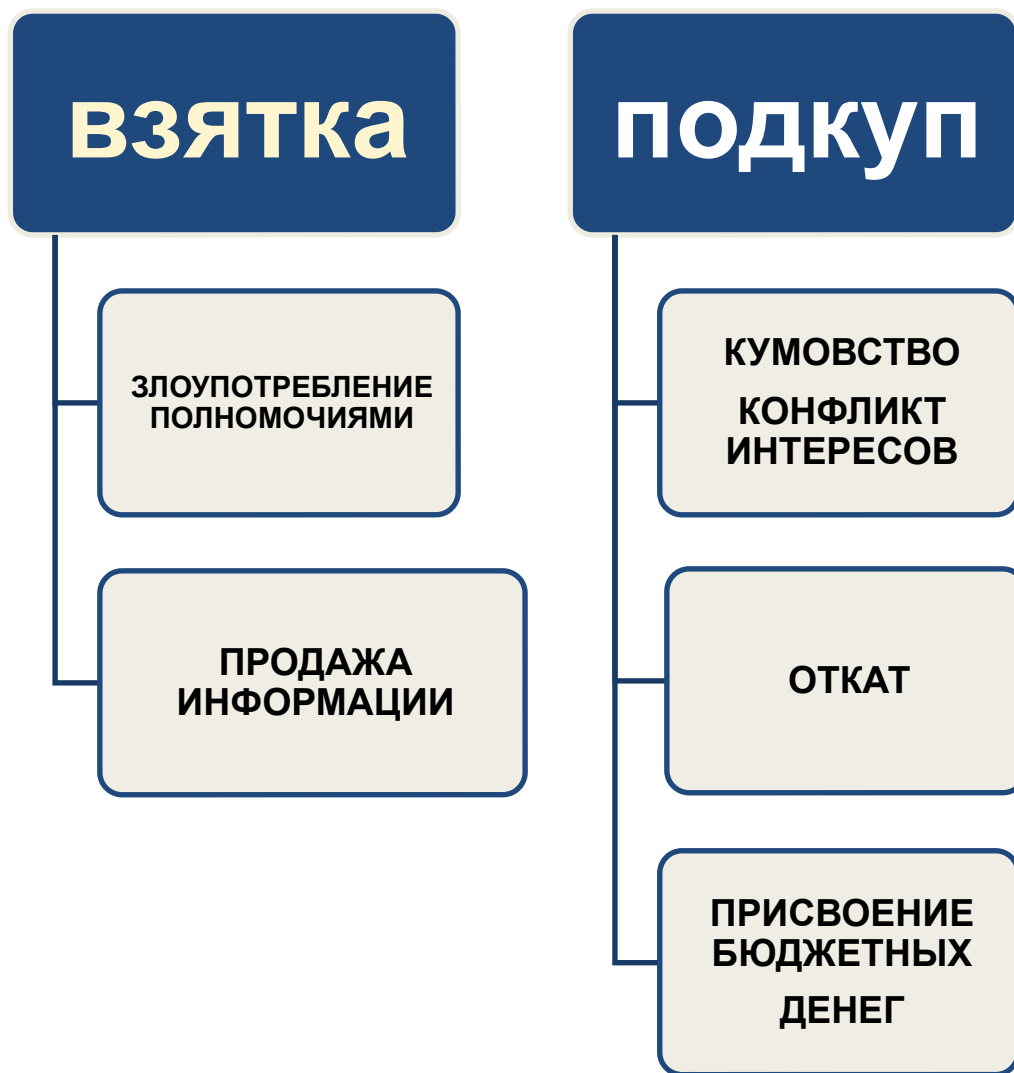 взятка
ЗЛОУПОТРЕБЛЕНИЕ
ПОЛНОМОЧИЯМИ
ПРОДАЖА
ИНФОРМАЦИИ
подкуп
КУМОВСТВО
КОНФЛИКТ
ИНТЕРЕСОВ
ОТКАТ
ПРИСВОЕНИЕ
БЮДЖЕТНЫХ
ДЕНЕГ